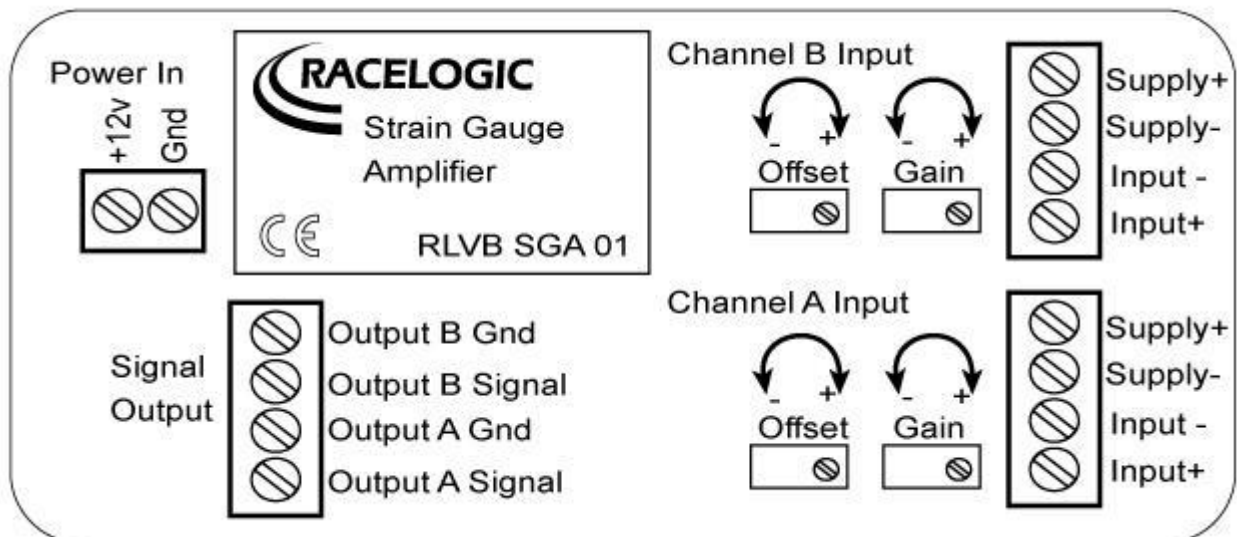 Power In
+12v
Gnd
RACELOGIC
Strain Gauge
Amplifier
CE
RLVB SGA 01
Signal
Output
Output B Gnd
Output B Signal
Output A Gnd
Output A Signal
Channel B Input
- + - +
Offset Gain
Supply+
Supply-
Input -
Input+
Channel A Input
- + - +
Offset Gain
Supply+
Supply-
Input -
Input+